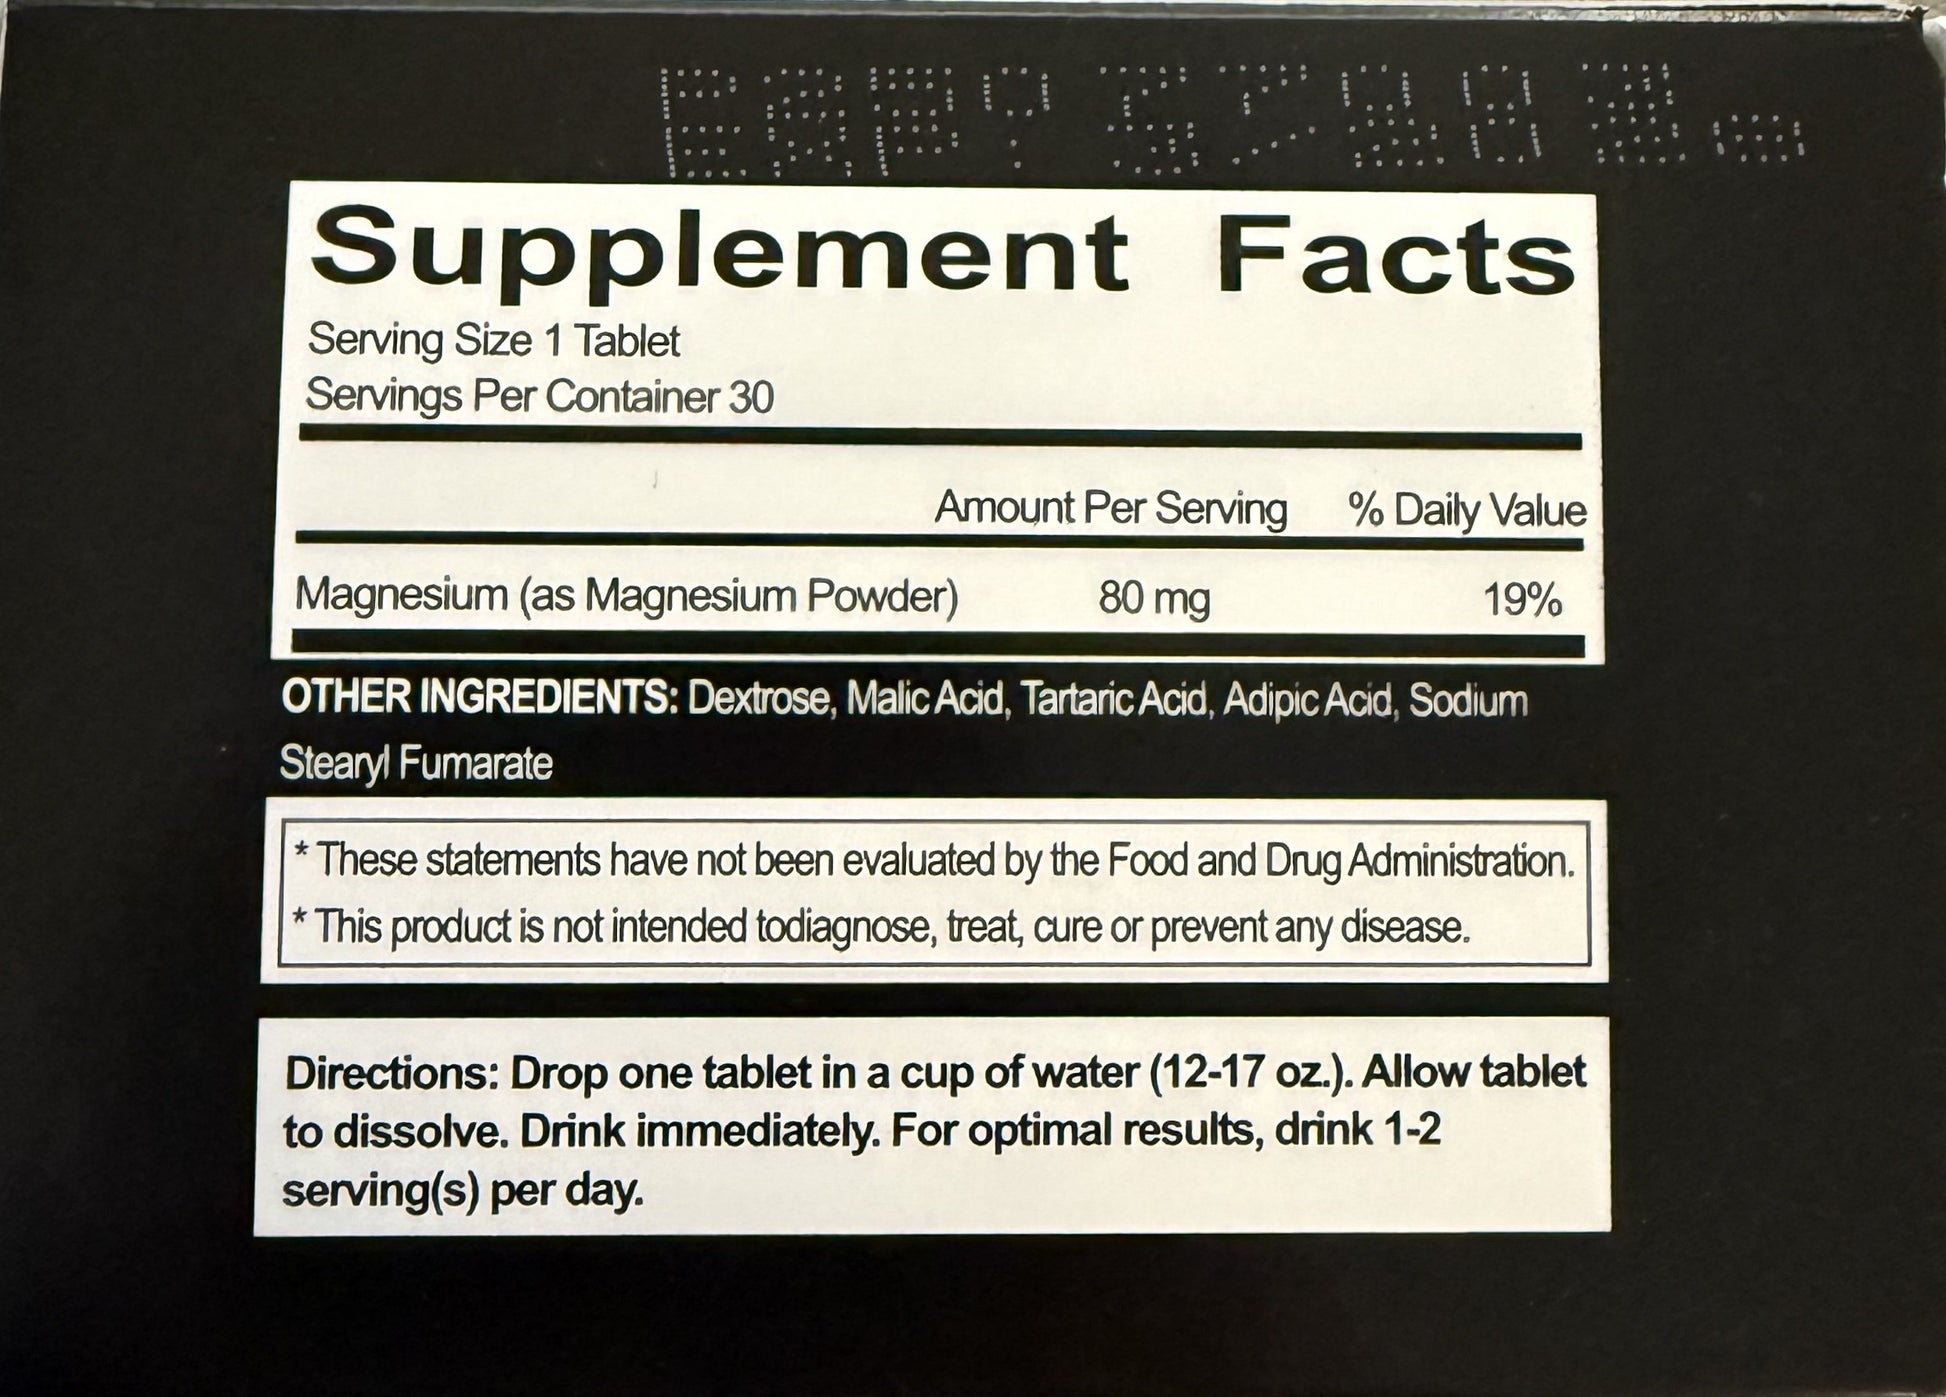 Supplement Facts
Serving Size 1 Tablet
Servings Per Container 30
Amount Per Serving % Daily Value
Magnesium (as Magnesium Powder) 80 mg 19%
OTHER INGREDIENTS: Dextrose, Malic Acid, Tartaric Acid, Adipic Acid, Sodium
Stearyl Fumarate
* These statements have not been evaluated by the Food and Drug Administration.
* This product is not intended todiagnose, treat, cure or prevent any disease.
Directions: Drop one tablet in a cup of water (12-17 oz.). Allow tablet
to dissolve. Drink immediately. For optimal results, drink 1-2
serving(s) per day.